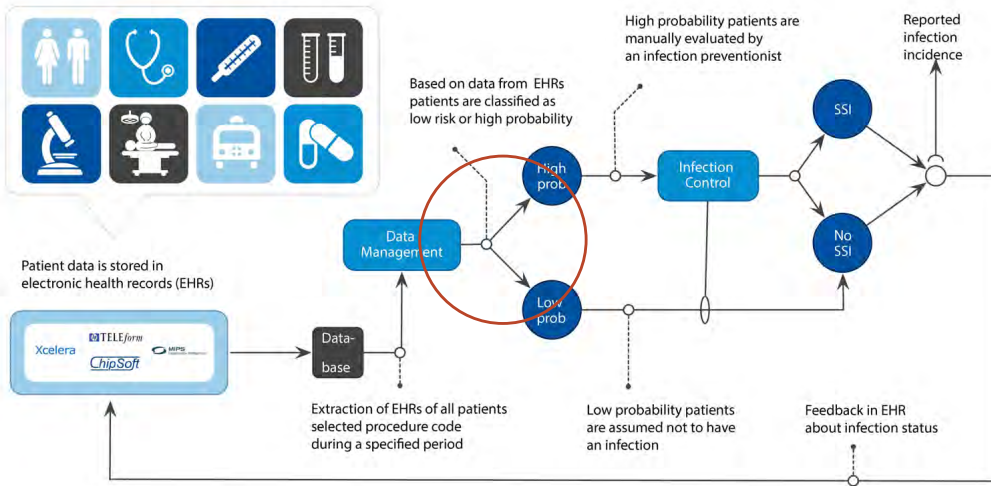 High probability patients are
manually evaluated by
an infection preventionist
Reported
infection
incidence
Based on data from EHRs
patients are classified as
low risk or high probability
SSI
High
prob
Infection
Control
Data
Management
No
SSI
Patient data is stored in
electronic health records (EHRs)
Low
prob
Xcelera
TELEform
MIPS
ChipSoft
Data-
base
Extraction of EHRs of all patients
selected procedure code
during a specified period
Low probability patients
are assumed not to have
an infection
Feedback in EHR
about infection status